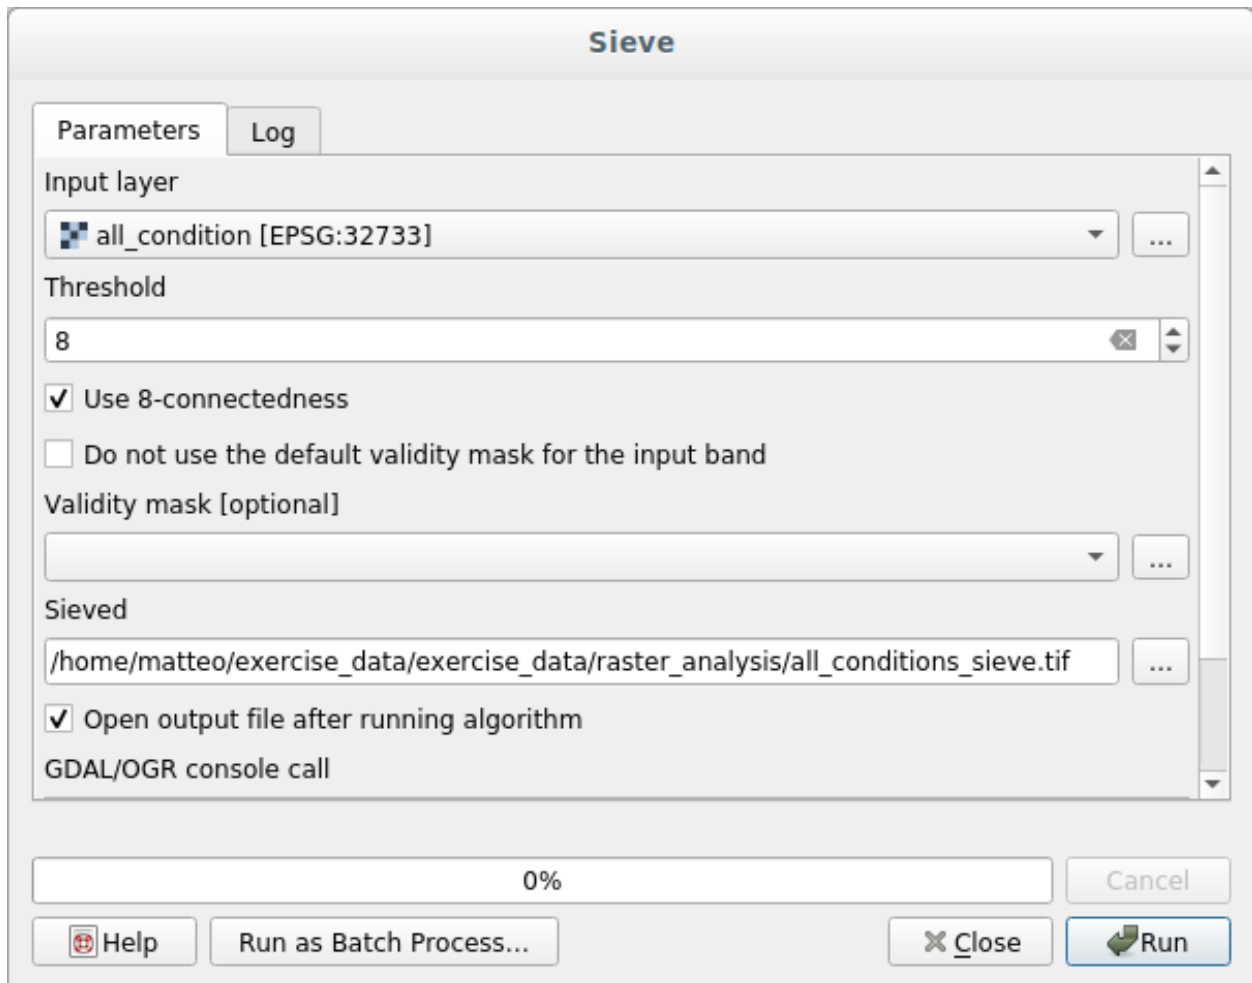 Sieve
Parameters
Log
Input layer
all_condition [EPSG:32733]
...
Threshold
8
Use 8-connectedness
Do not use the default validity mask for the input band
Validity mask [optional]
...
Sieved
/home/matteo/exercise_data/exercise_data/raster_analysis/all_conditions_sieve.tif
...
Open output file after running algorithm
GDAL/OGR console call
0%
Cancel
Help
Run as Batch Process...
Close
Run